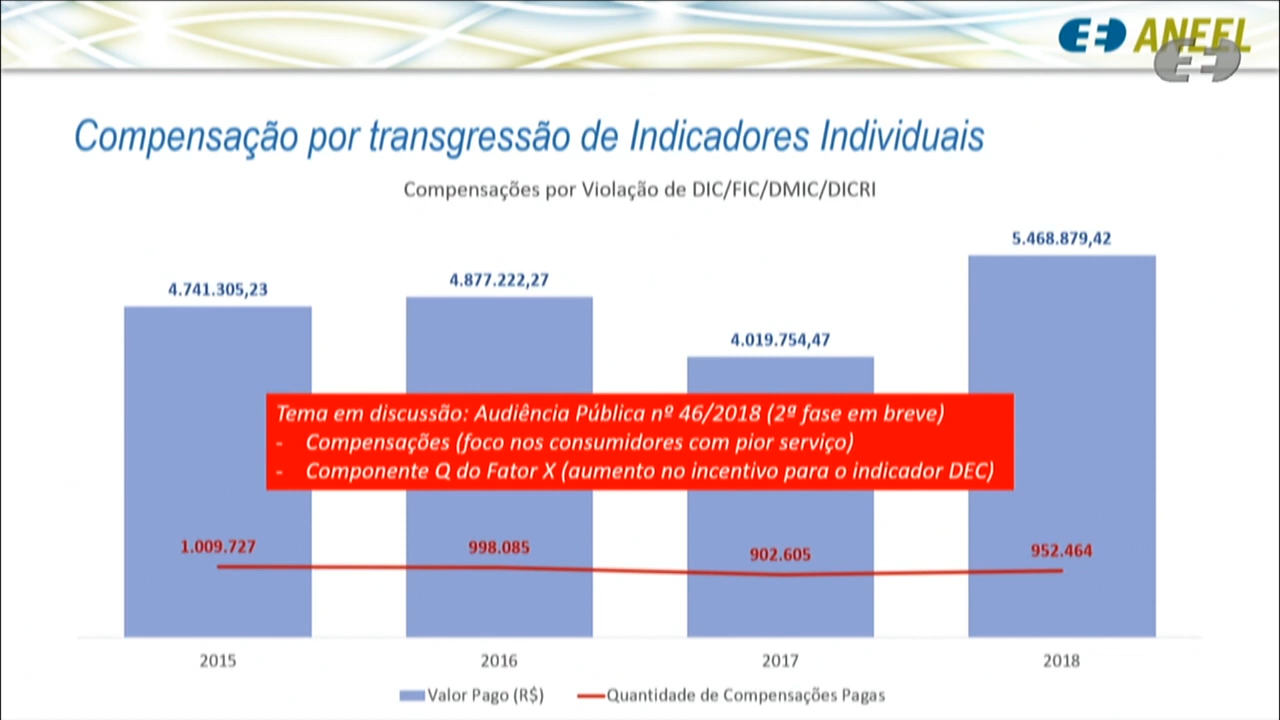 ANEEL
Compensação por transgressão de Indicadores Individuais
Compensações por Violação de DIC/FIC/DMIC/DICRI
4.741.305,23
4.877.222,27
4.019.754,47
5.468.879,42
Tema em discussão: Audiência Pública nº 46/2018 (2ª fase em breve)
- Compensações (foco nos consumidores com pior serviço)
- Componente Q do Fator X (aumento no incentivo para o indicador DEC)
1.009.727
998.085
902.605
952.464
2015
2016
2017
2018
Valor Pago (R$)
Quantidade de Compensações Pagas